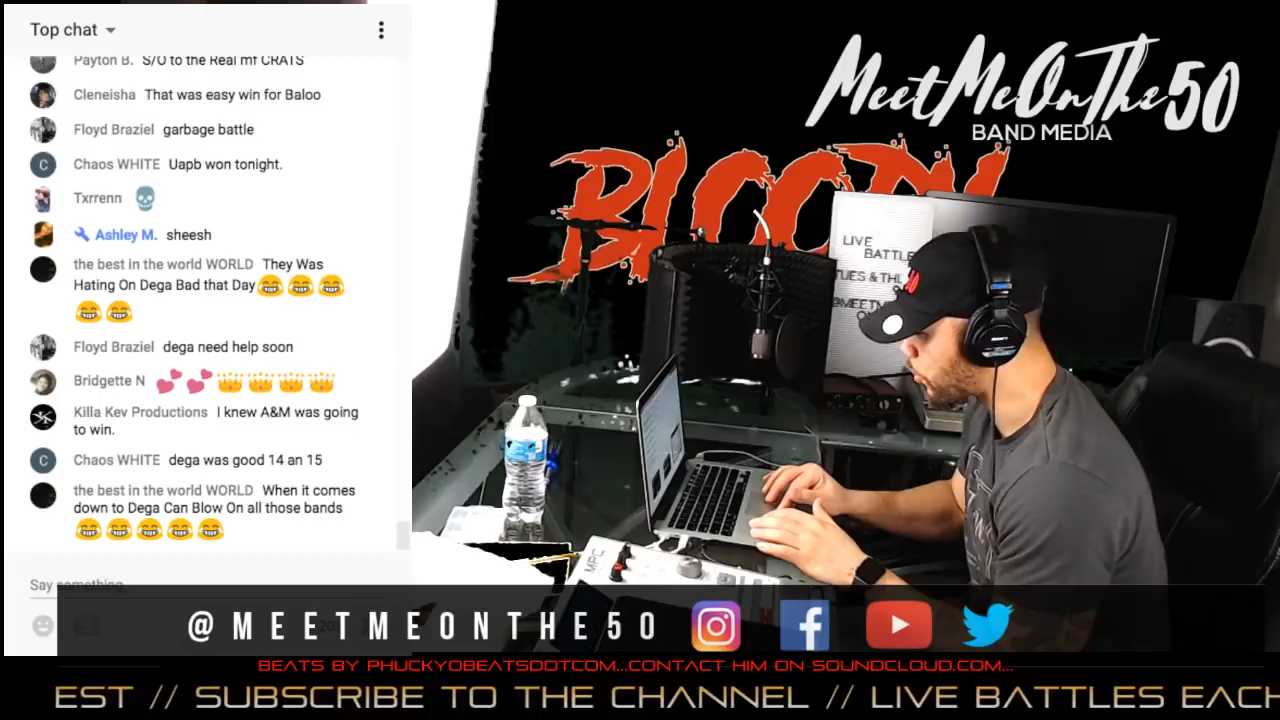 Top chat
Payton B. S/O to the Real mf CRATS
Cleneisha That was easy win for Baloo
Floyd Braziel garbage battle
C Chaos WHITE Uapb won tonight.
Txrrenn
Ashley M. sheesh
the best in the world WORLD They Was
Hating On Dega Bad that Day
Floyd Braziel dega need help soon
Bridgette N
Killa Kev Productions I knew A&M was going
to win.
C Chaos WHITE dega was good 14 an 15
the best in the world WORLD When it comes
down to Dega Can Blow On all those bands
Say something
MeetMeOnThe50
BAND MEDIA
BLOODY
LIVE
BATTLE
TUES &
MPC
@MEETMEONTHE50
BEATS BY PHUCKYOBEATSDOTCOM...CONTACT HIM ON SOUNDCLOUD.COM...
EST // SUBSCRIBE TO THE CHANNEL // LIVE BATTLES EACH